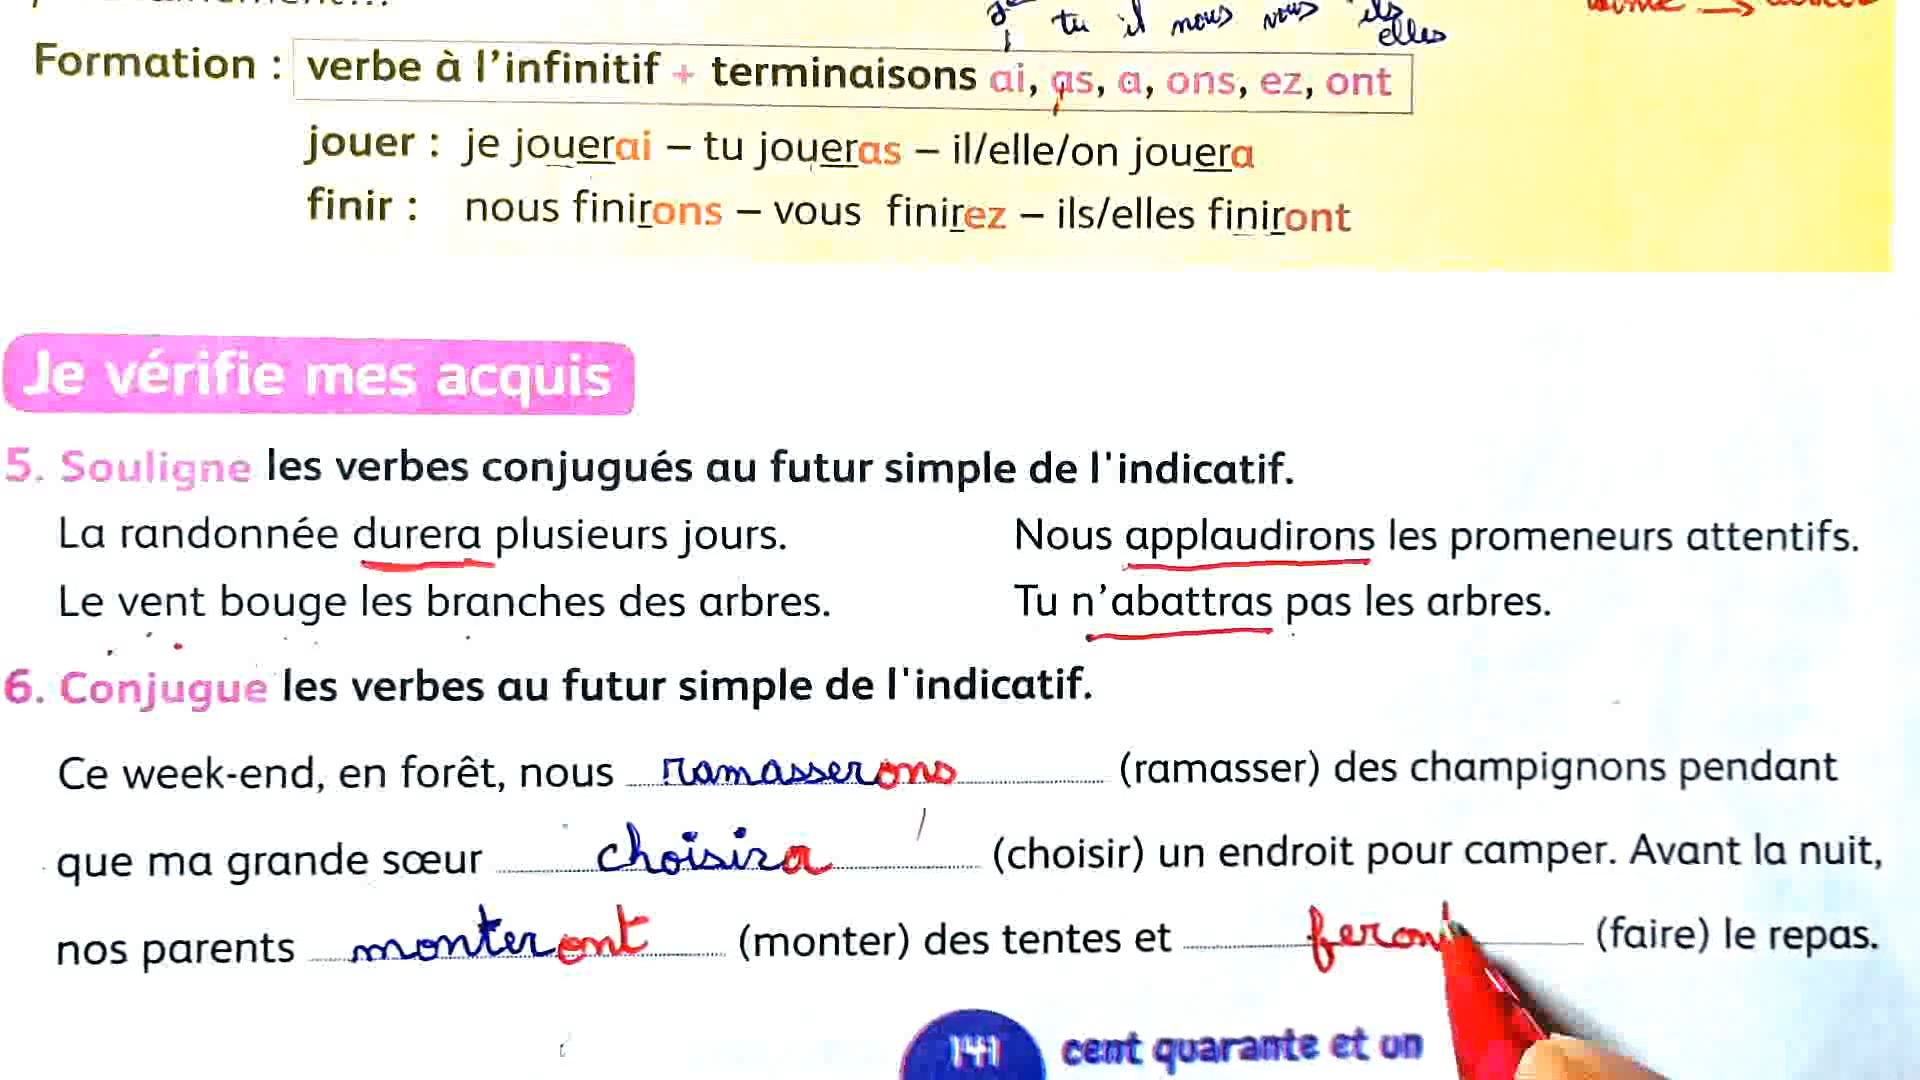 je tu il nous vous ils
elles
Formation : verbe à l'infinitif + terminaisons ai, as, a, ons, ez, ont
jouer : je jouerai – tu joueras – il/elle/on jouera
finir : nous finirons – vous finirez – ils/elles finiront
Je vérifie mes acquis
5. Souligne les verbes conjugués au futur simple de l'indicatif.
La randonnée durera plusieurs jours. Nous applaudirons les promeneurs attentifs.
Le vent bouge les branches des arbres. Tu n'abattras pas les arbres.
6. Conjugue les verbes au futur simple de l'indicatif.
Ce week-end, en forêt, nous ramasserons (ramasser) des champignons pendant
que ma grande sœur choisira (choisir) un endroit pour camper. Avant la nuit,
nos parents monteront (monter) des tentes et feront (faire) le repas.
141 cent quarante et un